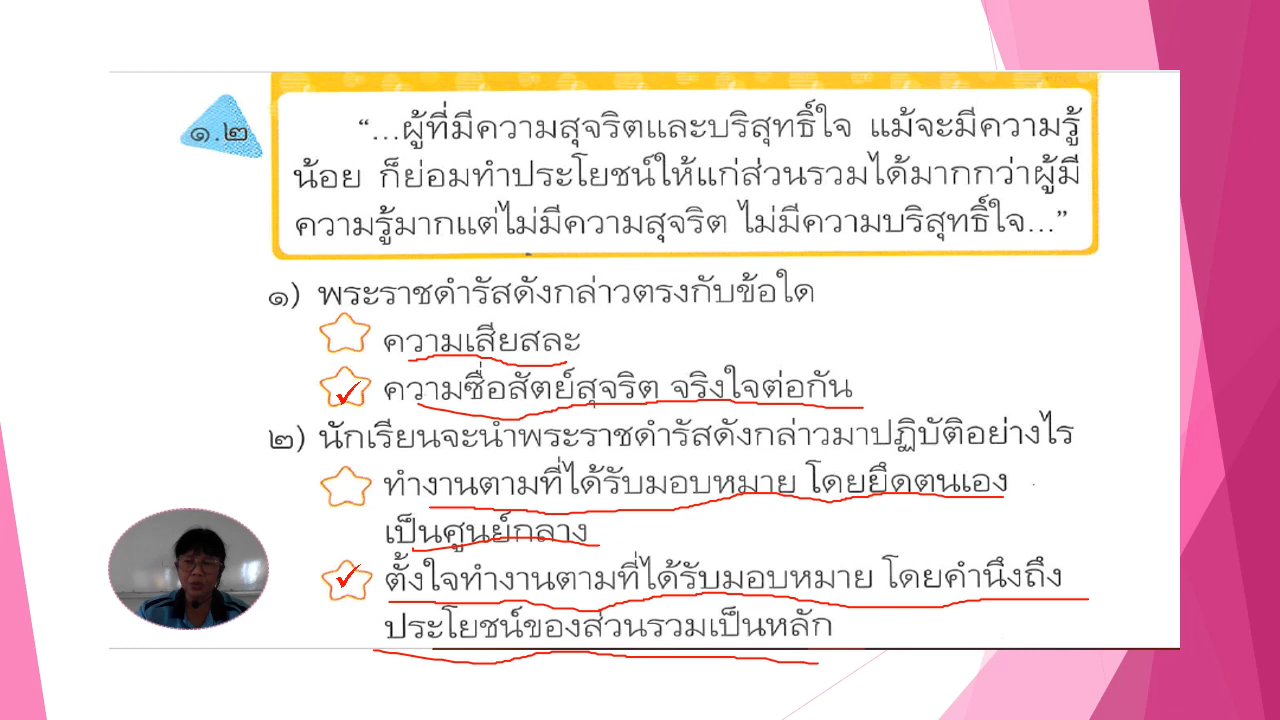 ๑.๒
“...ผู้ที่มีความสุจริตและบริสุทธิ์ใจ แม้จะมีความรู้
น้อย ก็ย่อมทำประโยชน์ให้แก่ส่วนรวมได้มากกว่าผู้มี
ความรู้มากแต่ไม่มีความสุจริต ไม่มีความบริสุทธิ์ใจ...”
๑) พระราชดำรัสดังกล่าวตรงกับข้อใด
ความเสียสละ
ความซื่อสัตย์สุจริต จริงใจต่อกัน
๒) นักเรียนจะนำพระราชดำรัสดังกล่าวมาปฏิบัติอย่างไร
ทำงานตามที่ได้รับมอบหมาย โดยยึดตนเอง
เป็นศูนย์กลาง
ตั้งใจทำงานตามที่ได้รับมอบหมาย โดยคำนึงถึง
ประโยชน์ของส่วนรวมเป็นหลัก